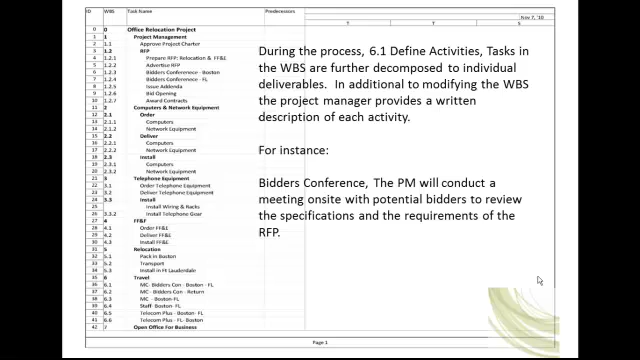 ID WBS Task Name Predecessors
Nov 7, '10
T T S
0 0 Office Relocation Project
1 1 Project Management
2 1.1 Approve Project Charter
3 1.2 RFP
4 1.2.1 Prepare RFP; Relocation & FF&E
5 1.2.2 Advertise RFP
6 1.2.3 Bidders Conference - Boston
7 1.2.4 Bidders Conference - FL
8 1.2.5 Issue Addenda
9 1.2.6 Bid Opening
10 1.2.7 Award Contracts
11 2 Computers & Network Equipment
12 2.1 Order
13 2.1.1 Computers
14 2.1.2 Network Equipment
15 2.2 Deliver
16 2.2.1 Computers
17 2.2.2 Network Equipment
18 2.3 Install
19 2.3.1 Computers
20 2.3.2 Network Equipment
21 3 Telephone Equipment
22 3.1 Order Telephone Equipment
23 3.2 Deliver Telephone Equipment
24 3.3 Install
25 Install Wiring & Racks
26 3.3.2 Install Telephone Gear
27 4 FF&F
28 4.1 Order FF&E
29 4.2 Deliver FF&E
30 4.3 Install FF&E
31 5 Relocation
32 5.1 Pack in Boston
33 5.2 Transport
34 5.3 Install in Ft Lauderdale
35 6 Travel
36 6.1 MC- Bidders Con - Boston - FL
37 6.2 MC - Bidders Con - Return
38 6.3 MC - Boston-FL
39 6.4 Staff- Boston- FL
40 6.5 Telecom Plus - Boston- FL
41 6.6 Telecom Plus - FL- Boston
42 7 Open Office For Business
During the process, 6.1 Define Activities, Tasks in
the WBS are further decomposed to individual
deliverables. In additional to modifying the WBS
the project manager provides a written
description of each activity.
For instance:
Bidders Conference, The PM will conduct a
meeting onsite with potential bidders to review
the specifications and the requirements of the
RFP.
Page 1